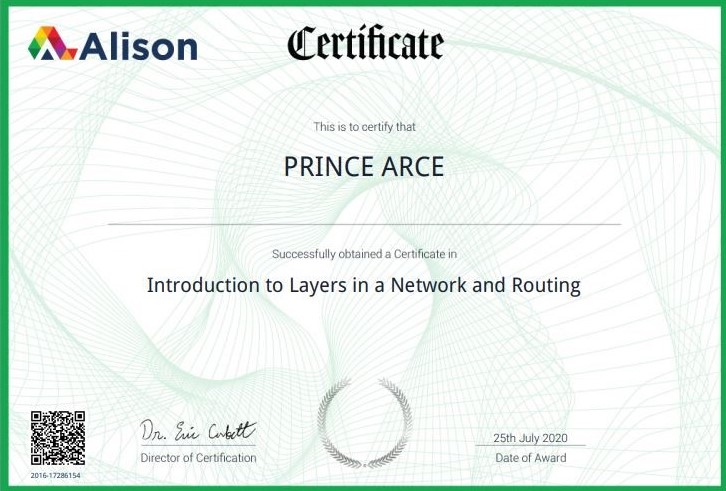 Alison
Certificate
This is to certify that
PRINCE ARCE
Successfully obtained a Certificate in
Introduction to Layers in a Network and Routing
Dr. Eric Corbett
Director of Certification
25th July 2020
Date of Award
2016-17286154